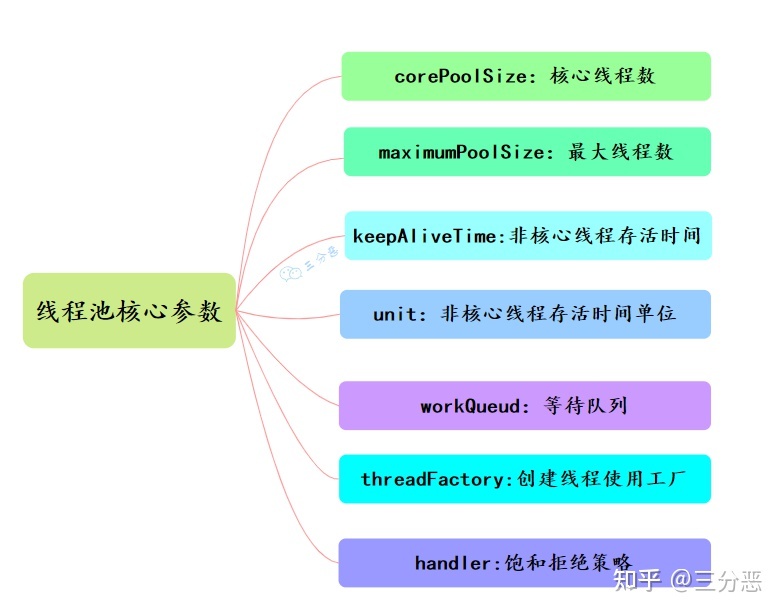 corePoolSize: 核心线程数
maximumPoolSize: 最大线程数
keepAliveTime:非核心线程存活时间
三分恶
线程池核心参数
unit: 非核心线程存活时间单位
workQueud: 等待队列
threadFactory:创建线程使用工厂
handler:饱和拒绝策略
知乎 @三分恶